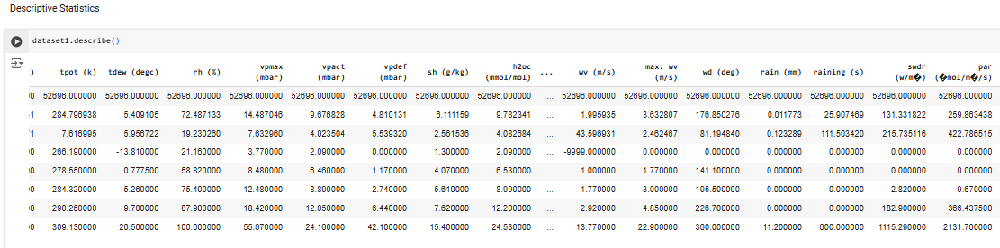 Descriptive Statistics
dataset1.describe()
) tpot (k) tdew (degc) rh (%) vpmax (mbar) vpact (mbar) vpdef (mbar) sh (g/kg) h2oc (mmol/mol) ... wv (m/s) max. wv (m/s) wd (deg) rain (mm) raining (s) swdr (w/m�) par (�mol/m�/s)
00 52696.000000 52696.000000 52696.000000 52696.000000 52696.000000 52696.000000 52696.000000 52696.000000 ... 52696.000000 52696.000000 52696.000000 52696.000000 52696.000000 52696.000000 52696.000000
284.796938 5.409105 72.487133 14.487046 9.676828 4.810131 6.111159 9.782341 ... 1.995935 3.632807 176.850276 0.011773 25.907469 131.331822 259.863438
71 7.616995 5.956722 19.230260 7.632960 4.023504 5.539320 2.561536 4.082684 ... 43.596931 2.462467 81.194840 0.123289 111.503420 215.735116 422.786515
00 266.190000 -13.810000 21.160000 3.770000 2.090000 0.000000 1.300000 2.090000 ... -9999.000000 0.000000 0.000000 0.000000 0.000000 0.000000 0.000000
00 278.550000 0.777500 58.820000 8.480000 6.460000 1.170000 4.070000 6.530000 ... 1.000000 1.770000 141.100000 0.000000 0.000000 0.000000 0.000000
00 284.320000 5.260000 75.400000 12.480000 8.890000 2.740000 5.610000 8.990000 ... 1.770000 3.000000 195.500000 0.000000 0.000000 2.820000 9.670000
00 290.260000 9.700000 87.900000 18.420000 12.050000 6.440000 7.620000 12.200000 ... 2.920000 4.850000 226.700000 0.000000 0.000000 182.900000 366.437500
00 309.130000 20.500000 100.000000 55.670000 24.160000 42.100000 15.400000 24.530000 ... 13.770000 22.900000 360.000000 11.200000 600.000000 1115.290000 2131.760000